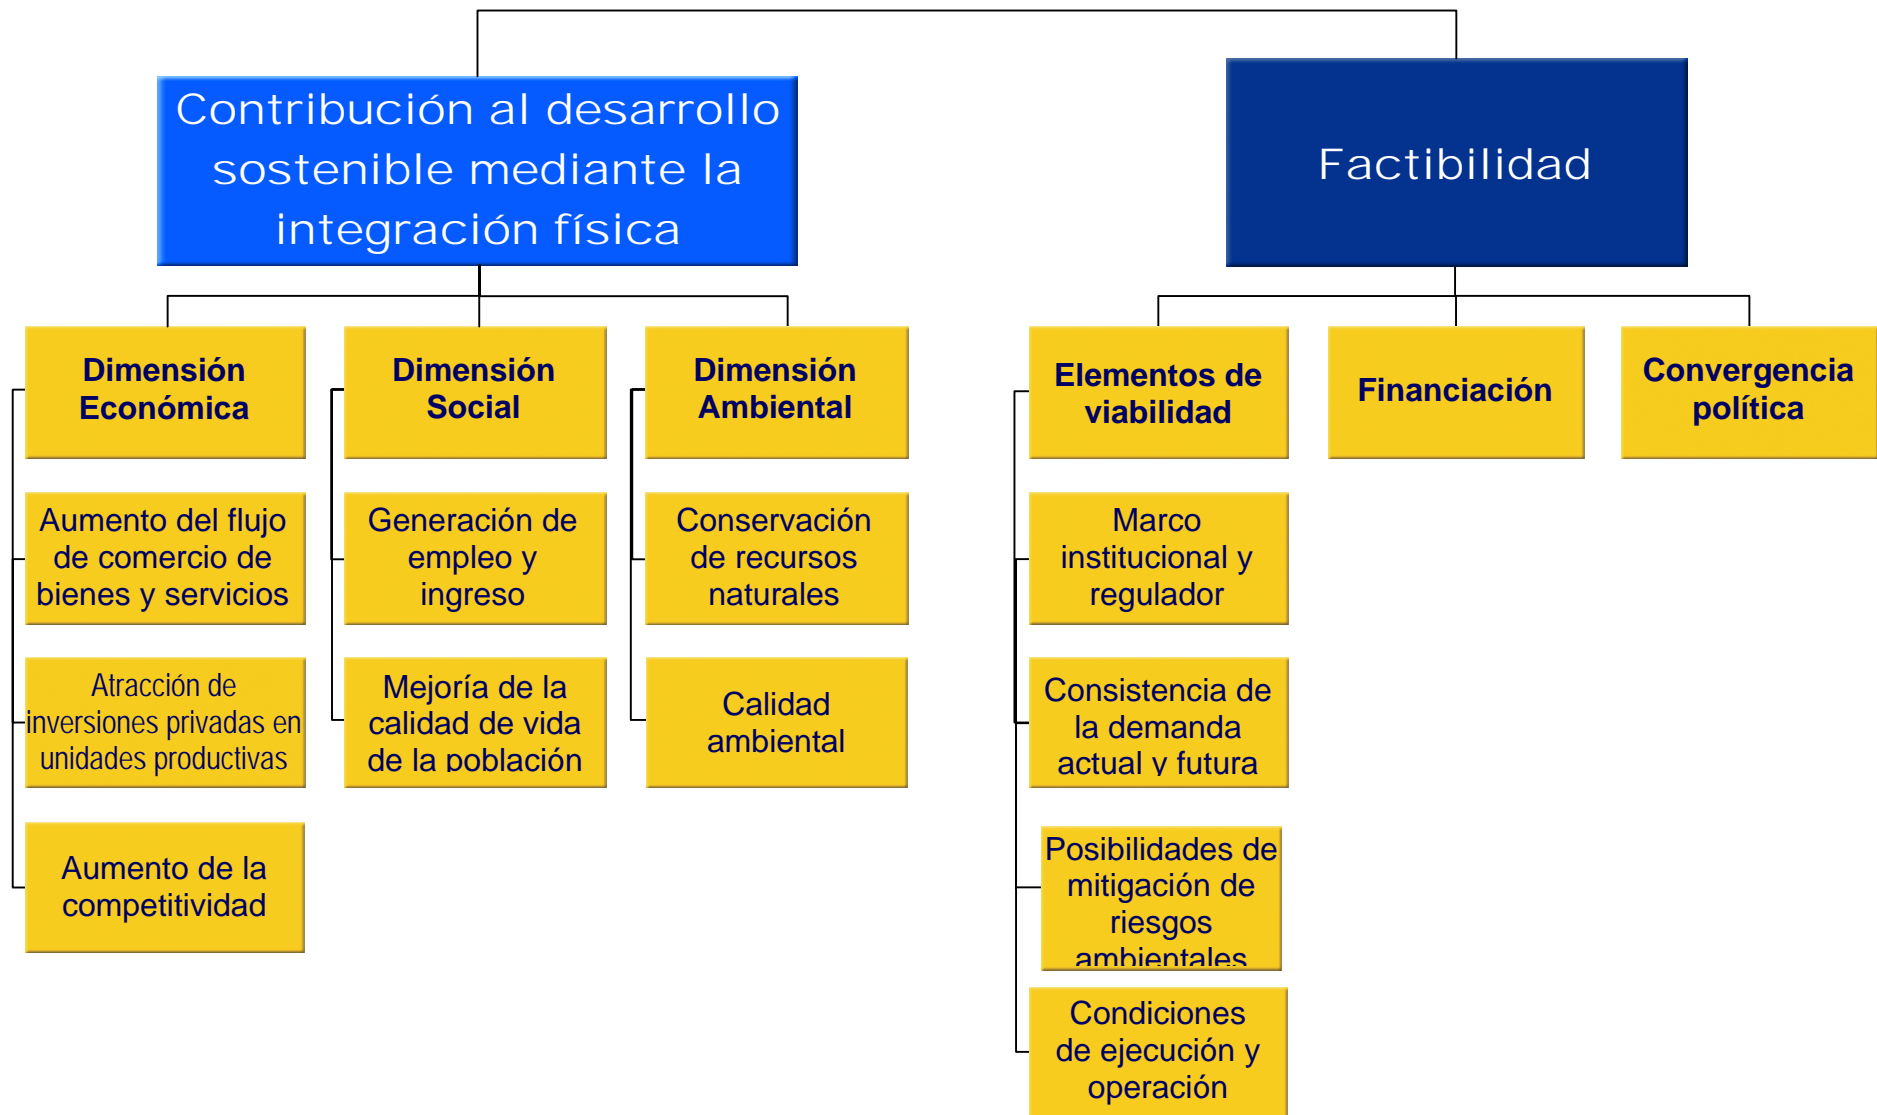 Contribución al desarrollo
sostenible mediante la
integración física
Factibilidad
Dimensión
Económica
Dimensión
Social
Dimensión
Ambiental
Elementos de
viabilidad
Financiación
Convergencia
política
Aumento del flujo
de comercio de
bienes y servicios
Generación de
empleo y
ingreso
Conservación
de recursos
naturales
Marco
institucional y
regulador
Atracción de
inversiones privadas en
unidades productivas
Mejoría de la
calidad de vida
de la población
Calidad
ambiental
Consistencia de
la demanda
actual y futura
Aumento de la
competitividad
Posibilidades de
mitigación de
riesgos
ambientales
Condiciones
de ejecución y
operación